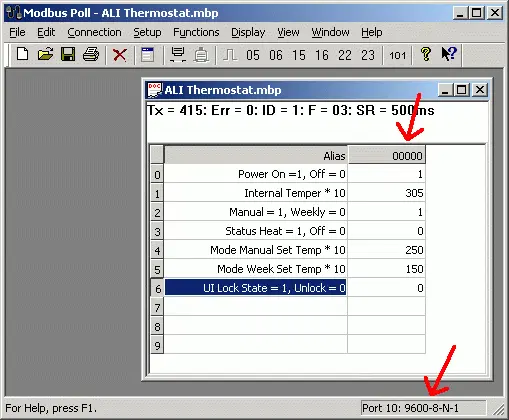 Modbus Poll - ALI Thermostat.mbp
File Edit Connection Setup Functions Display View Window Help
05 06 15 16 22 23 101
ALI Thermostat.mbp
Tx = 415: Err = 0: ID = 1: F = 03: SR = 500ms
Alias 00000
0 Power On =1, Off = 0 1
1 Internal Temper * 10 305
2 Manual = 1, Weekly = 0 1
3 Status Heat = 1, Off = 0 0
4 Mode Manual Set Temp * 10 250
5 Mode Week Set Temp * 10 150
6 UI Lock State = 1, Unlock = 0 0
7
8
9
For Help, press F1. Port 10: 9600-8-N-1